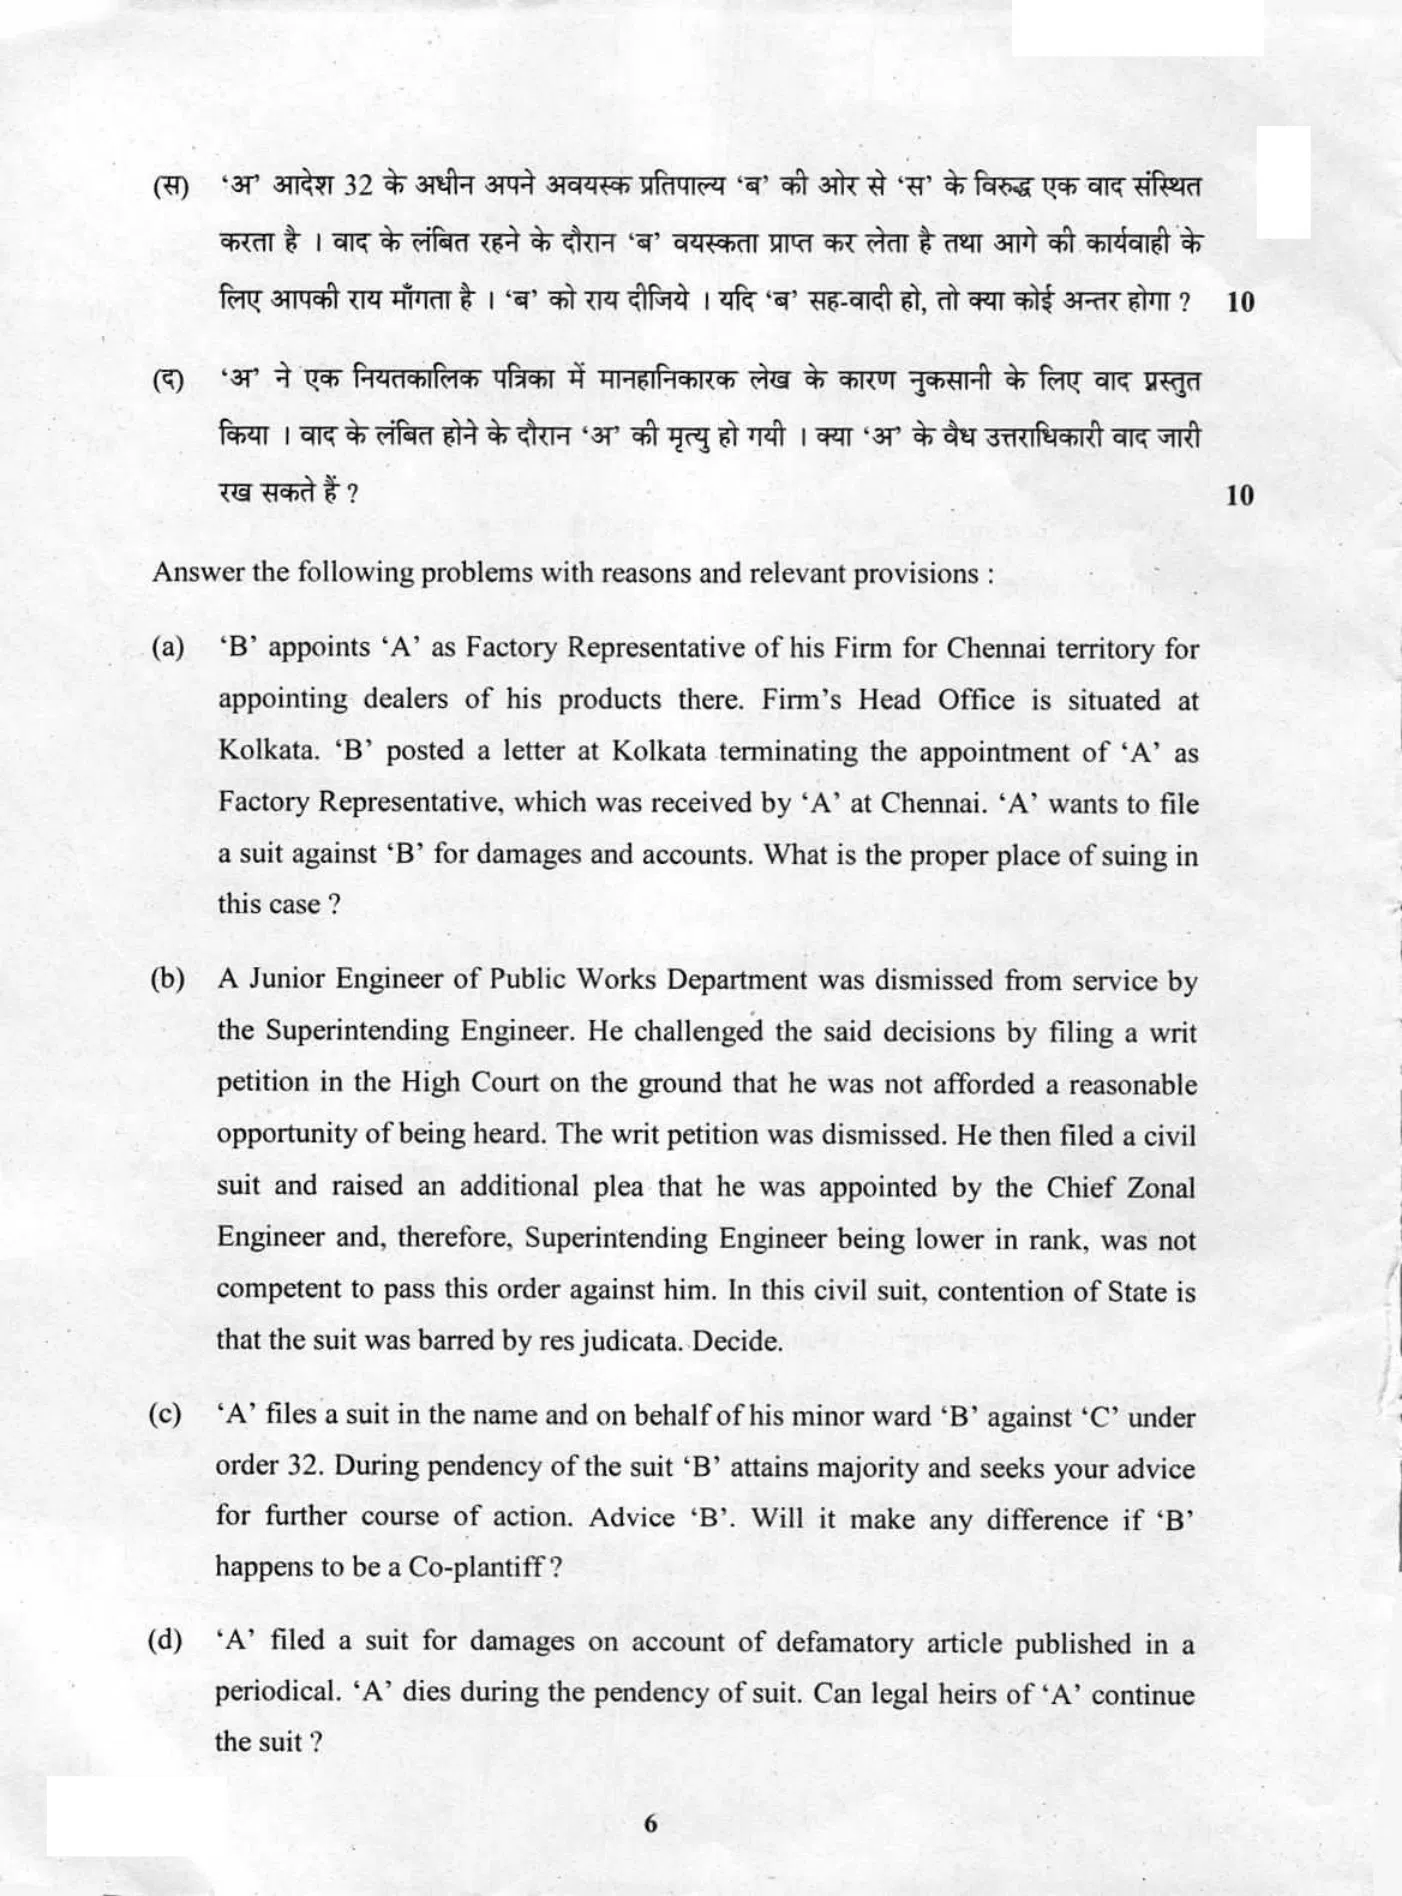 (स) ‘अ’ आदेश 32 के अधीन अपने अवयस्क प्रतिपाल्य ‘ब’ की ओर से ‘स’ के विरुद्ध एक वाद संस्थित
करता है । वाद के लंबित रहने के दौरान ‘ब’ वयस्कता प्राप्त कर लेता है तथा आगे की कार्यवाही के
लिए आपकी राय माँगता है । ‘ब’ को राय दीजिये । यदि ‘ब’ सह-वादी हो, तो क्या कोई अन्तर होगा ? 10
(द) ‘अ’ ने एक नियतकालिक पत्रिका में मानहानिकारक लेख के कारण नुकसानी के लिए वाद प्रस्तुत
किया । वाद के लंबित होने के दौरान ‘अ’ की मृत्यु हो गयी । क्या ‘अ’ के वैध उत्तराधिकारी वाद जारी
रख सकते हैं ? 10
Answer the following problems with reasons and relevant provisions :
(a) ‘B’ appoints ‘A’ as Factory Representative of his Firm for Chennai territory for
appointing dealers of his products there. Firm’s Head Office is situated at
Kolkata. ‘B’ posted a letter at Kolkata terminating the appointment of ‘A’ as
Factory Representative, which was received by ‘A’ at Chennai. ‘A’ wants to file
a suit against ‘B’ for damages and accounts. What is the proper place of suing in
this case ?
(b) A Junior Engineer of Public Works Department was dismissed from service by
the Superintending Engineer. He challenged the said decisions by filing a writ
petition in the High Court on the ground that he was not afforded a reasonable
opportunity of being heard. The writ petition was dismissed. He then filed a civil
suit and raised an additional plea that he was appointed by the Chief Zonal
Engineer and, therefore, Superintending Engineer being lower in rank, was not
competent to pass this order against him. In this civil suit, contention of State is
that the suit was barred by res judicata. Decide.
(c) ‘A’ files a suit in the name and on behalf of his minor ward ‘B’ against ‘C’ under
order 32. During pendency of the suit ‘B’ attains majority and seeks your advice
for further course of action. Advice ‘B’. Will it make any difference if ‘B’
happens to be a Co-plantiff ?
(d) ‘A’ filed a suit for damages on account of defamatory article published in a
periodical. ‘A’ dies during the pendency of suit. Can legal heirs of ‘A’ continue
the suit ?
6